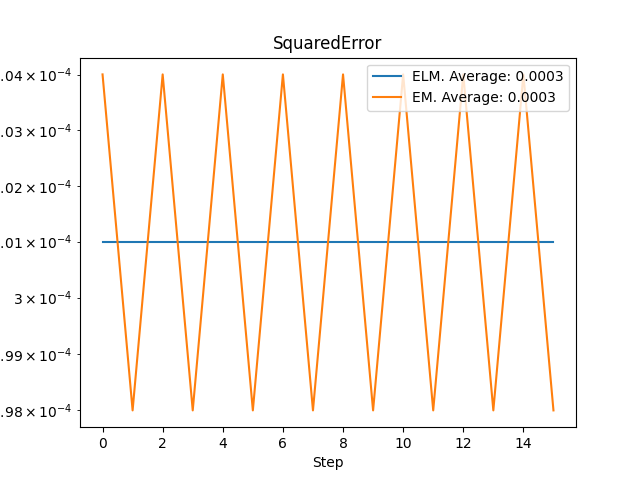 SquaredError
ELM. Average: 0.0003
EM. Average: 0.0003
.04 × 10⁻⁴
.03 × 10⁻⁴
.02 × 10⁻⁴
.01 × 10⁻⁴
3 × 10⁻⁴
.99 × 10⁻⁴
.98 × 10⁻⁴
0 2 4 6 8 10 12 14
Step